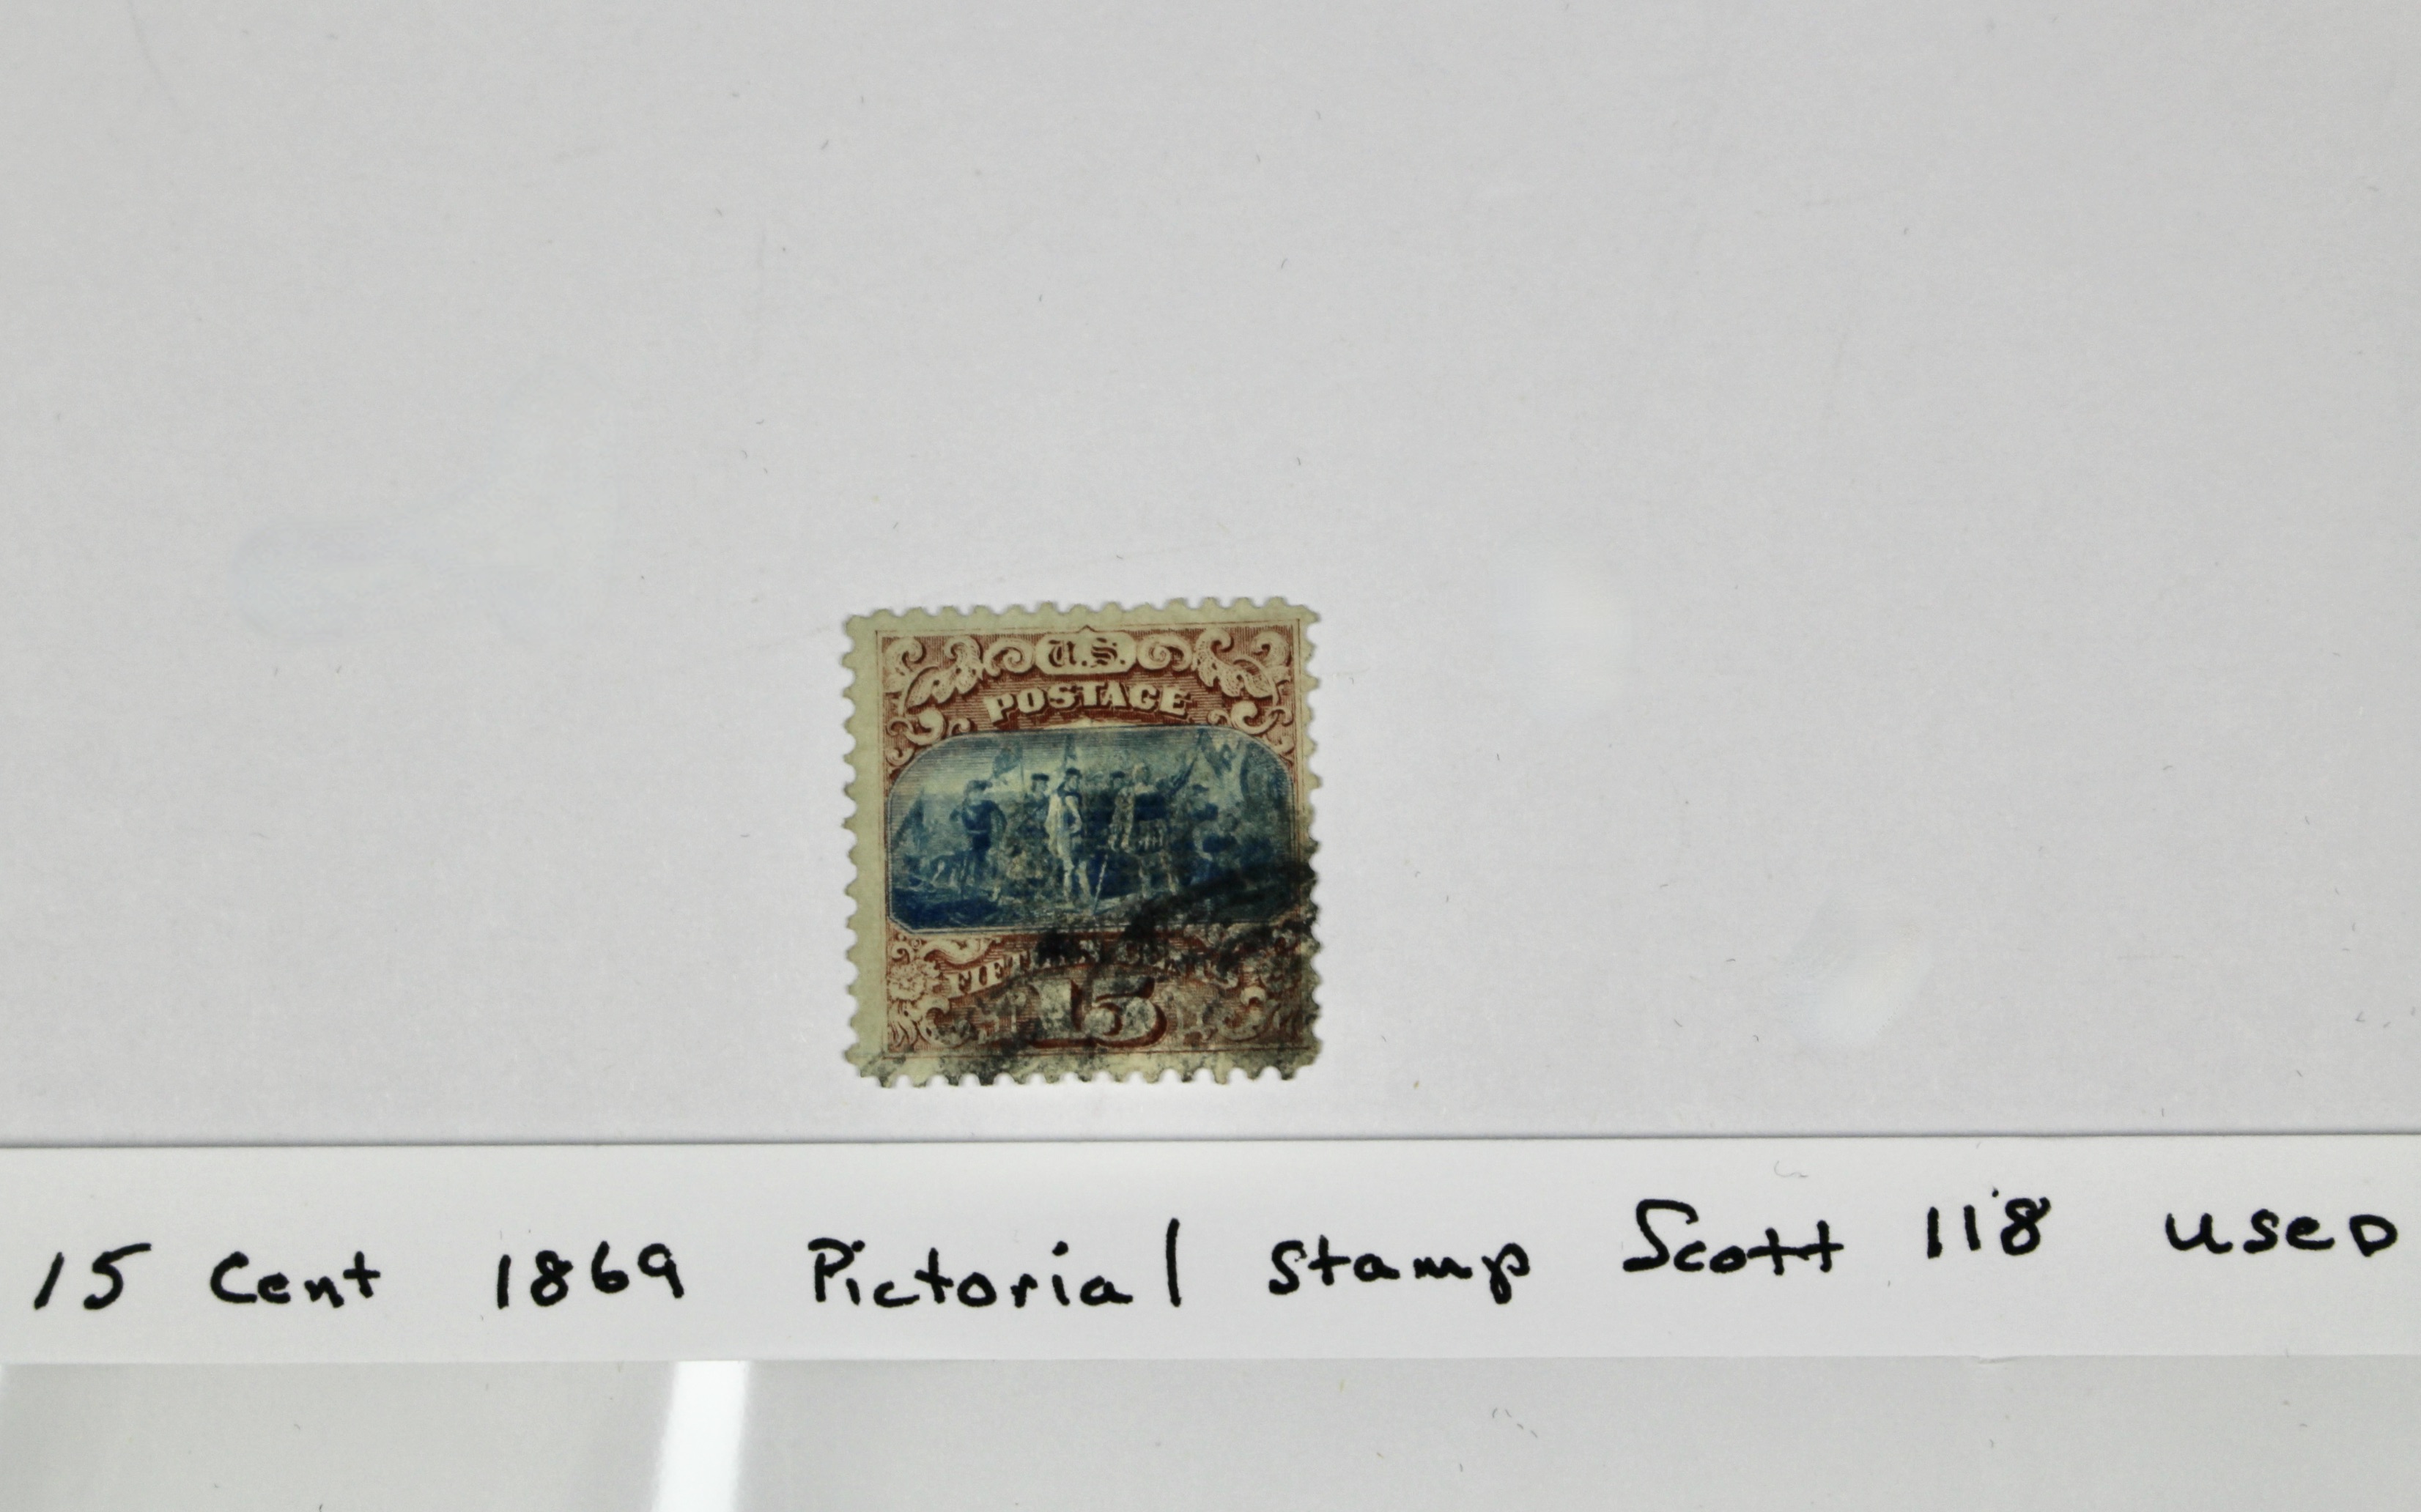 U.S.
POSTAGE
15
15 Cent 1869 Pictorial Stamp Scott 118 used